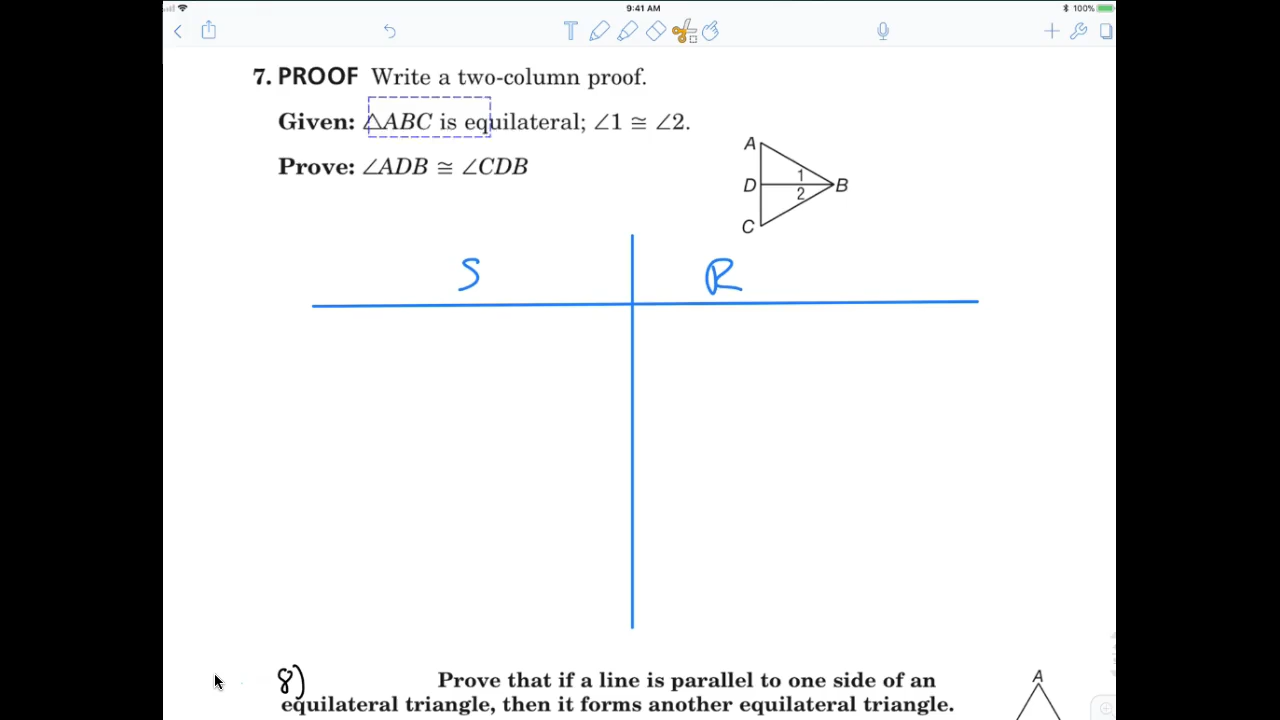 9:41 AM
100%
T
7. PROOF Write a two-column proof.
Given: △ABC is equilateral; ∠1 ≅ ∠2.
Prove: ∠ADB ≅ ∠CDB
A
1
D
B
2
C
S R
8) Prove that if a line is parallel to one side of an
equilateral triangle, then it forms another equilateral triangle.
A